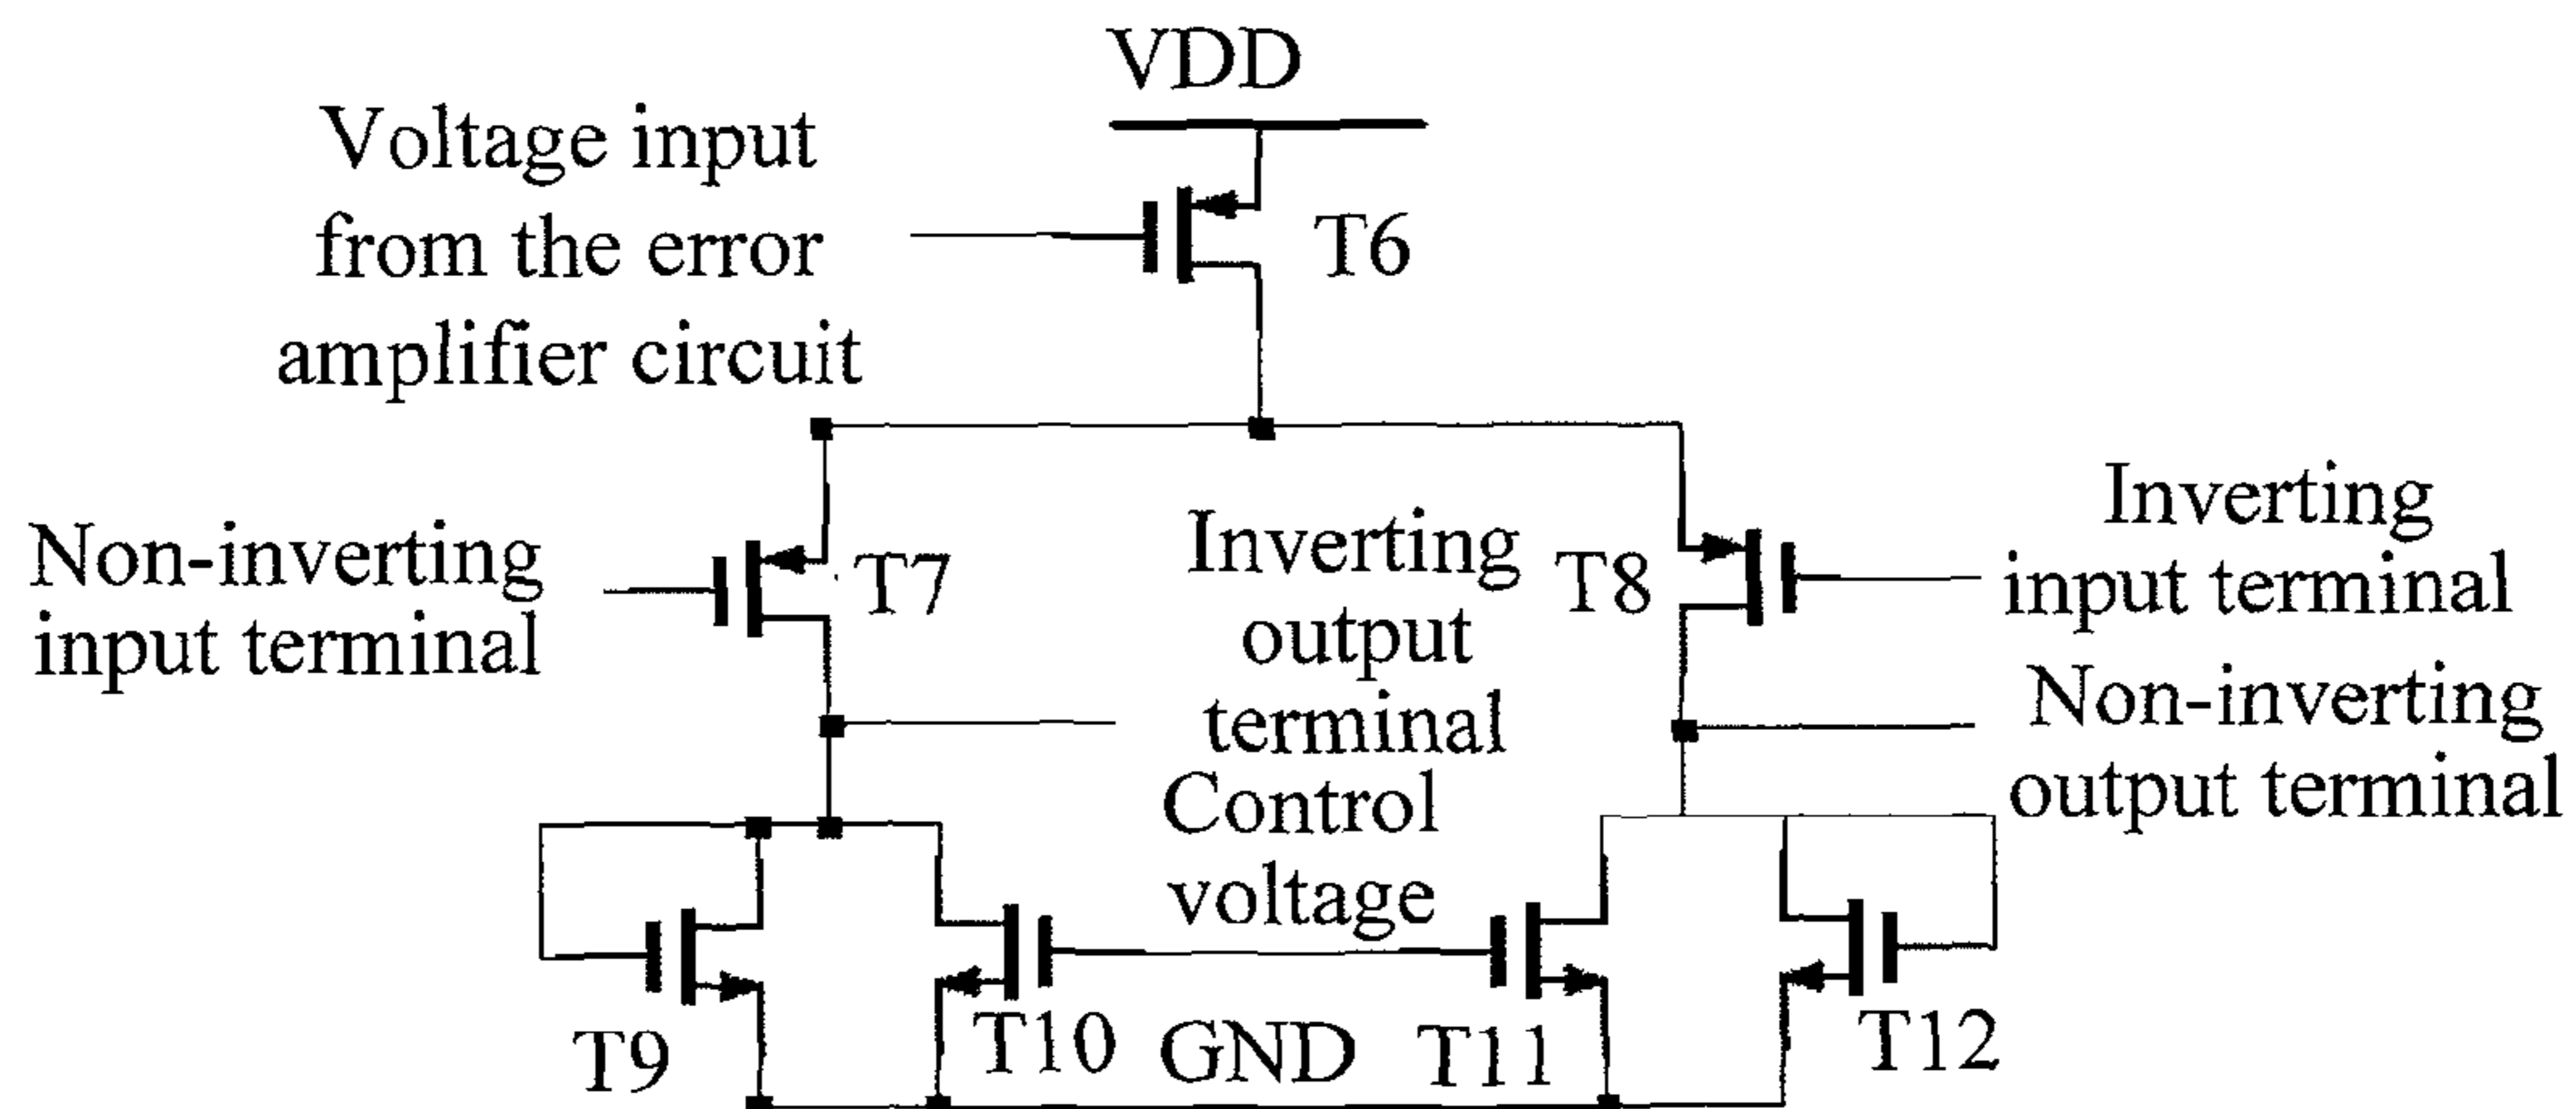 VDD
Voltage input
from the error
amplifier circuit
T6
Non-inverting
input terminal
T7
Inverting
output
terminal
T8
Inverting
input terminal
Non-inverting
output terminal
Control
voltage
T9
T10
GND
T11
T12